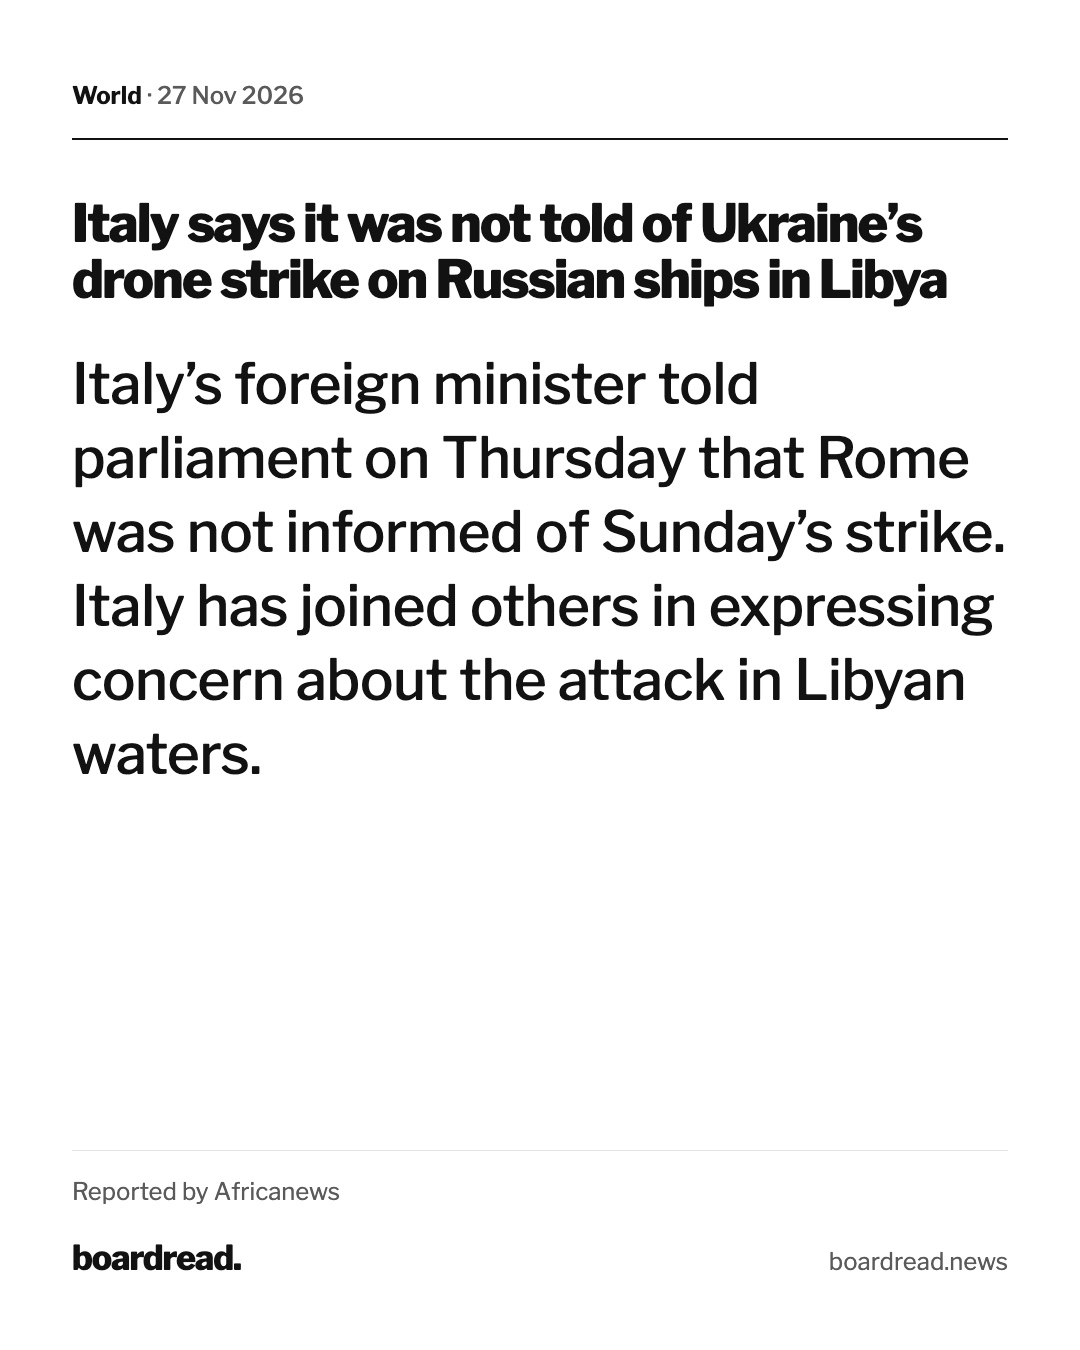 World · 27 Nov 2026
Italy says it was not told of Ukraine’s
drone strike on Russian ships in Libya
Italy’s foreign minister told
parliament on Thursday that Rome
was not informed of Sunday’s strike.
Italy has joined others in expressing
concern about the attack in Libyan
waters.
Reported by Africanews
boardread.
boardread.news